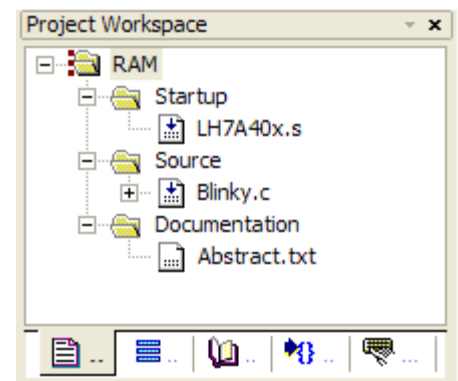 Project Workspace
RAM
Startup
LH7A40x.s
Source
Blinky.c
Documentation
Abstract.txt
.. .. .. {} .. ...